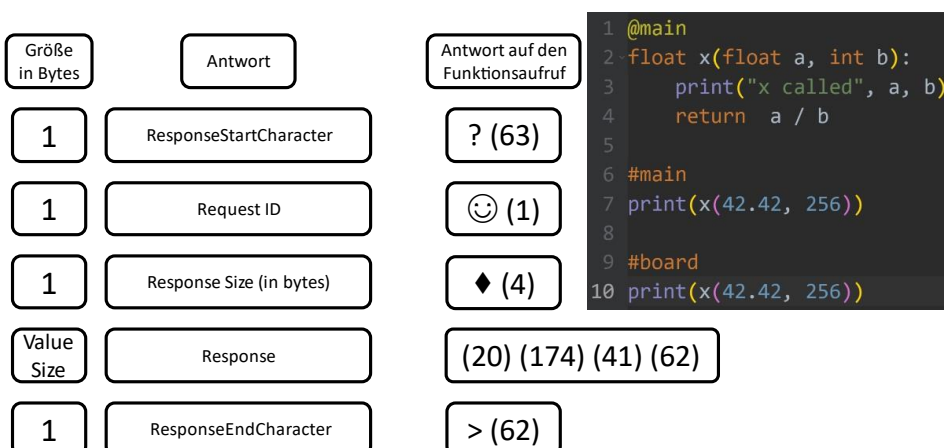 Größe
in Bytes
Antwort
Antwort auf den
Funktionsaufruf
1
ResponseStartCharacter
? (63)
1
Request ID
☺ (1)
1
Response Size (in bytes)
♦ (4)
Value
Size
Response
(20) (174) (41) (62)
1
ResponseEndCharacter
> (62)
1 @main
2 float x(float a, int b):
3     print("x called", a, b)
4     return  a / b
5
6 #main
7 print(x(42.42, 256))
8
9 #board
10 print(x(42.42, 256))